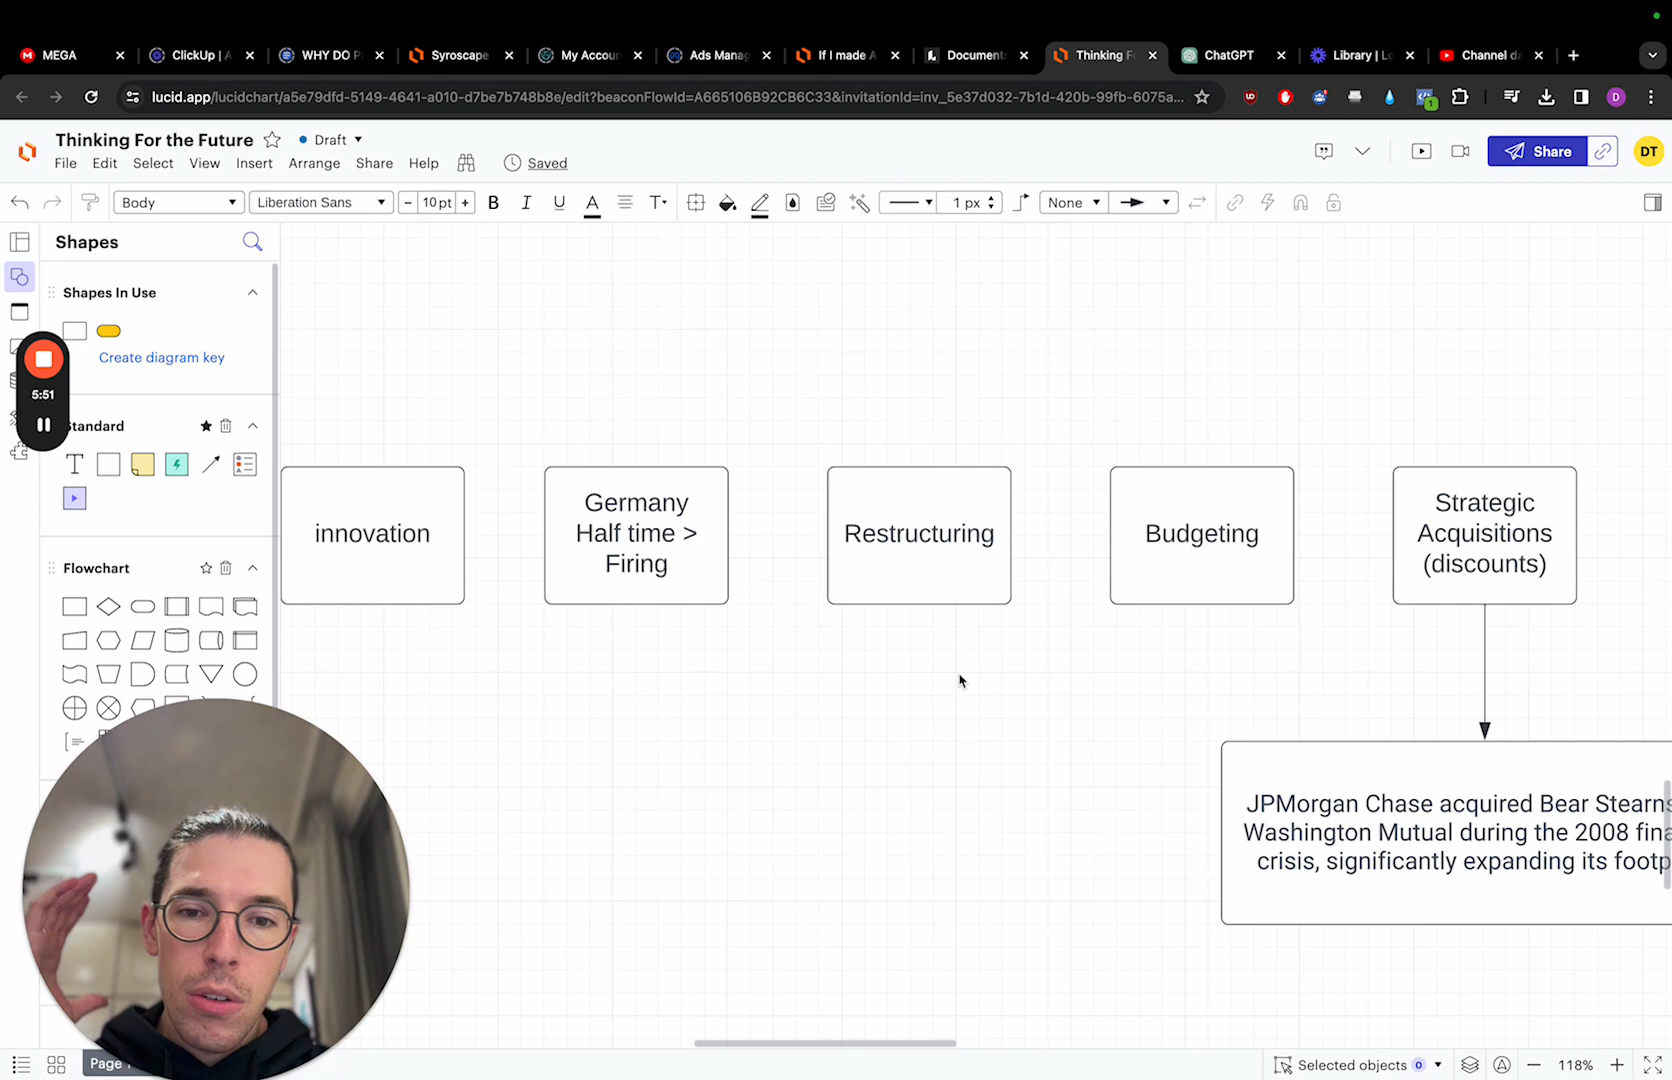 MEGA
ClickUp | A
WHY DO P
Syroscape
My Accoun
Ads Manag
If I made A
Document
Thinking F
ChatGPT
Library | Lo
Channel da
lucid.app/lucidchart/a5e79dfd-5149-4641-a010-d7be7b748b8e/edit?beaconFlowId=A665106B92CB6C33&invitationId=inv_5e37d032-7b1d-420b-99fb-6075a...
D
Thinking For the Future
Draft
File Edit Select View Insert Arrange Share Help
Saved
Share
DT
Body
Liberation Sans
10 pt
B I U A T
1 px
None
Shapes
Shapes In Use
Create diagram key
5:51
Standard
T
Flowchart
innovation
Germany
Half time >
Firing
Restructuring
Budgeting
Strategic
Acquisitions
(discounts)
JPMorgan Chase acquired Bear Stearns
Washington Mutual during the 2008 fina
crisis, significantly expanding its footp
Page
Selected objects 0
118%